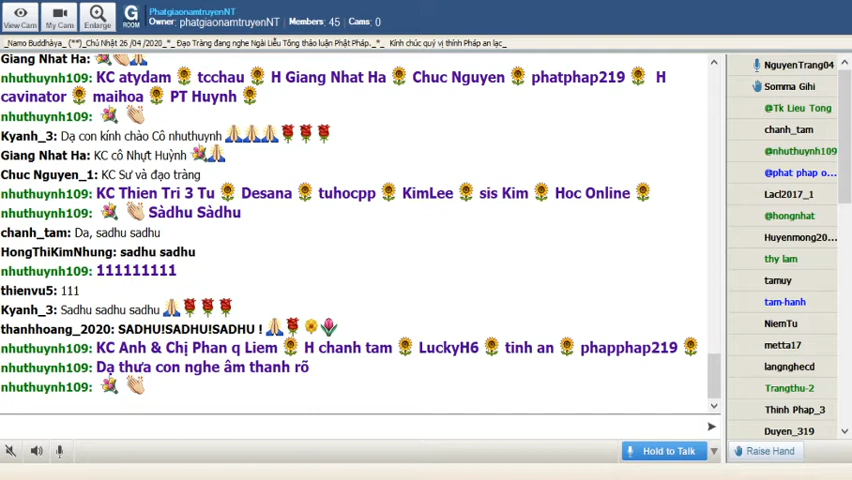 View Cam
My Cam
Enlarge
G
ROOM
PhatgiaonamtruyenNT
Owner: phatgiaonamtruyenNT
Members: 45
Cams: 0
_Namo Buddhàya_ (**)_Chủ Nhật 26 /04 /2020_*_ Đạo Tràng đang nghe Ngài Liễu Tông thảo luận Phật Pháp._*_ Kính chúc quý vị thính Pháp an lạc_
Giang Nhat Ha:
nhuthuynh109: KC atydam tcchau H Giang Nhat Ha Chuc Nguyen phatphap219 H
cavinator maihoa PT Huynh
nhuthuynh109:
Kyanh_3: Dạ con kính chào Cô nhuthuynh
Giang Nhat Ha: KC cô Nhựt Huỳnh
Chuc Nguyen_1: KC Sư và đạo tràng
nhuthuynh109: KC Thien Tri 3 Tu Desana tuhocpp KimLee sis Kim Hoc Online
nhuthuynh109: Sàdhu Sàdhu
chanh_tam: Da, sadhu sadhu
HongThiKimNhung: sadhu sadhu
nhuthuynh109: 111111111
thienvu5: 111
Kyanh_3: Sadhu sadhu sadhu
thanhhoang_2020: SADHU!SADHU!SADHU !
nhuthuynh109: KC Anh & Chị Phan q Liem H chanh tam LuckyH6 tinh an phapphap219
nhuthuynh109: Dạ thưa con nghe âm thanh rõ
nhuthuynh109:
NguyenTrang04
Somma Gihi
@Tk Lieu Tong
chanh_tam
@nhuthuynh109
@phat phap o...
Lacl2017_1
@hongnhat
Huyenmong20...
thy lam
tamuy
tam-hanh
NiemTu
metta17
langnghecd
Trangthu-2
Thinh Phap_3
Duyen_319
Hold to Talk
Raise Hand